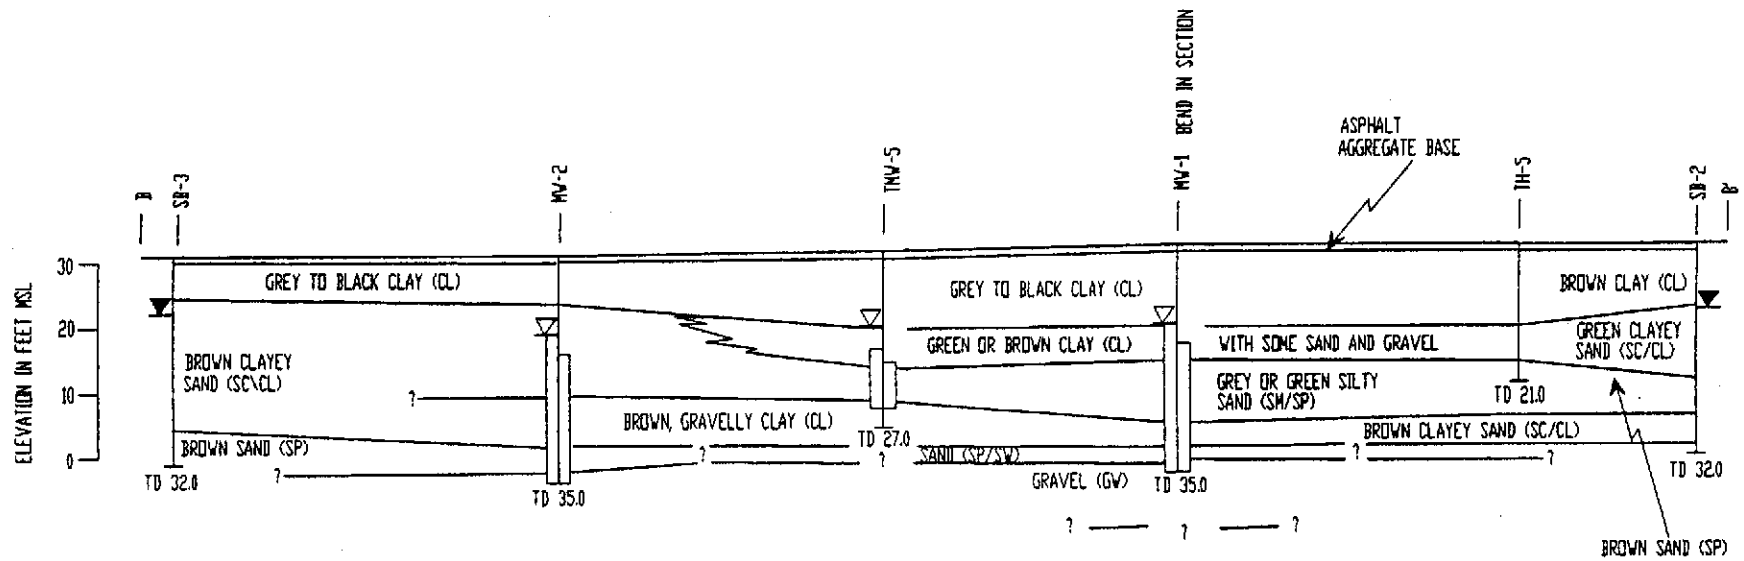 B
SB-3
MW-2
TMW-5
MW-1 BEND IN SECTION
TH-5
SB-2
B'
ASPHALT
AGGREGATE BASE
ELEVATION IN FEET MSL
30
20
10
0
GREY TO BLACK CLAY (CL)
GREY TO BLACK CLAY (CL)
BROWN CLAY (CL)
GREEN OR BROWN CLAY (CL)
WITH SOME SAND AND GRAVEL
GREEN CLAYEY
SAND (SC/CL)
BROWN CLAYEY
SAND (SC\CL)
GREY OR GREEN SILTY
SAND (SM/SP)
TD 21.0
?
BROWN, GRAVELLY CLAY (CL)
BROWN CLAYEY SAND (SC/CL)
TD 27.0
BROWN SAND (SP)
?
?
SAND (SP/SW)
?
?
TD 32.0
?
TD 35.0
GRAVEL (GW)
TD 35.0
TD 32.0
? ? ?
BROWN SAND (SP)